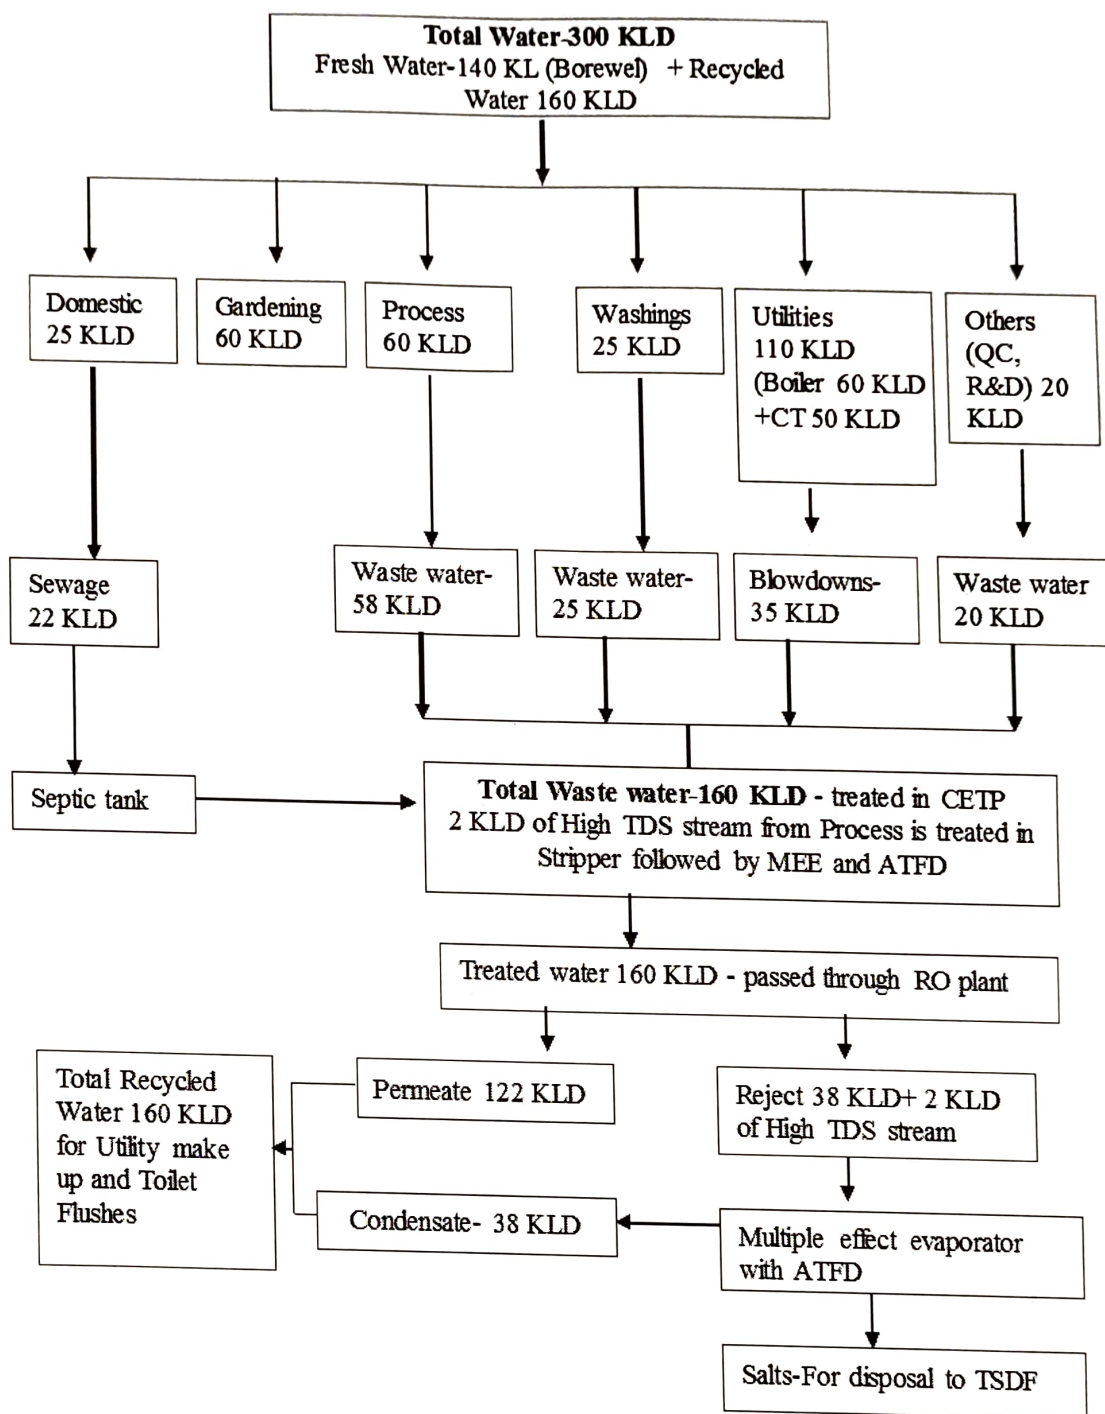 Total Water-300 KLD
Fresh Water-140 KL (Borewel) + Recycled
Water 160 KLD
Domestic
25 KLD
Gardening
60 KLD
Process
60 KLD
Washings
25 KLD
Utilities
110 KLD
(Boiler 60 KLD
+CT 50 KLD
Others
(QC,
R&D) 20
KLD
Sewage
22 KLD
Waste water-
58 KLD
Waste water-
25 KLD
Blowdowns-
35 KLD
Waste water
20 KLD
Septic tank
Total Waste water-160 KLD - treated in CETP
2 KLD of High TDS stream from Process is treated in
Stripper followed by MEE and ATFD
Treated water 160 KLD - passed through RO plant
Total Recycled
Water 160 KLD
for Utility make
up and Toilet
Flushes
Permeate 122 KLD
Reject 38 KLD+ 2 KLD
of High TDS stream
Condensate- 38 KLD
Multiple effect evaporator
with ATFD
Salts-For disposal to TSDF